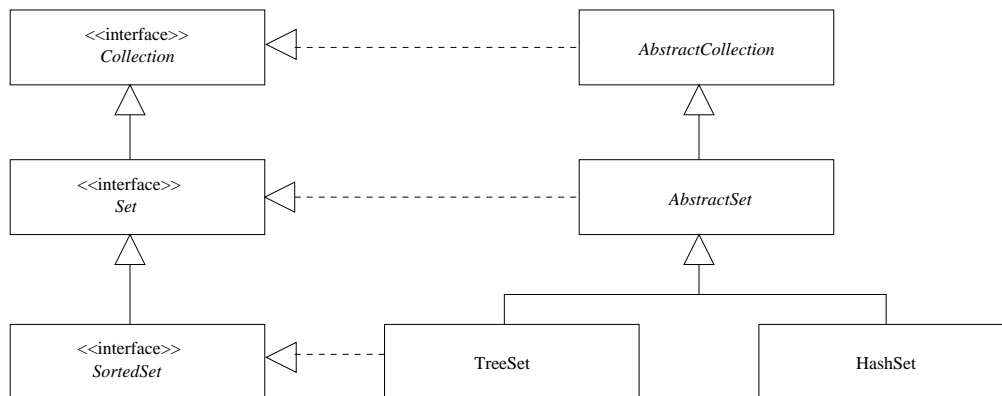 <<interface>>
Collection
AbstractCollection
<<interface>>
Set
AbstractSet
<<interface>>
SortedSet
TreeSet
HashSet